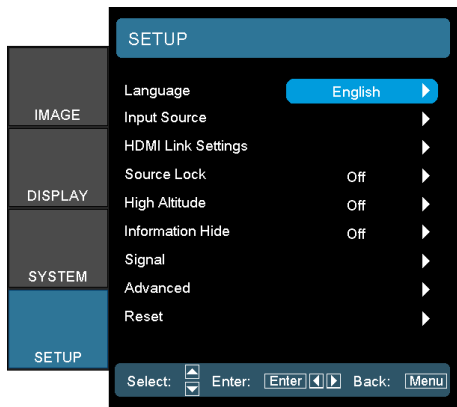 SETUP
IMAGE
DISPLAY
SYSTEM
SETUP
Language English
Input Source
HDMI Link Settings
Source Lock Off
High Altitude Off
Information Hide Off
Signal
Advanced
Reset
Select: Enter: Enter Back: Menu